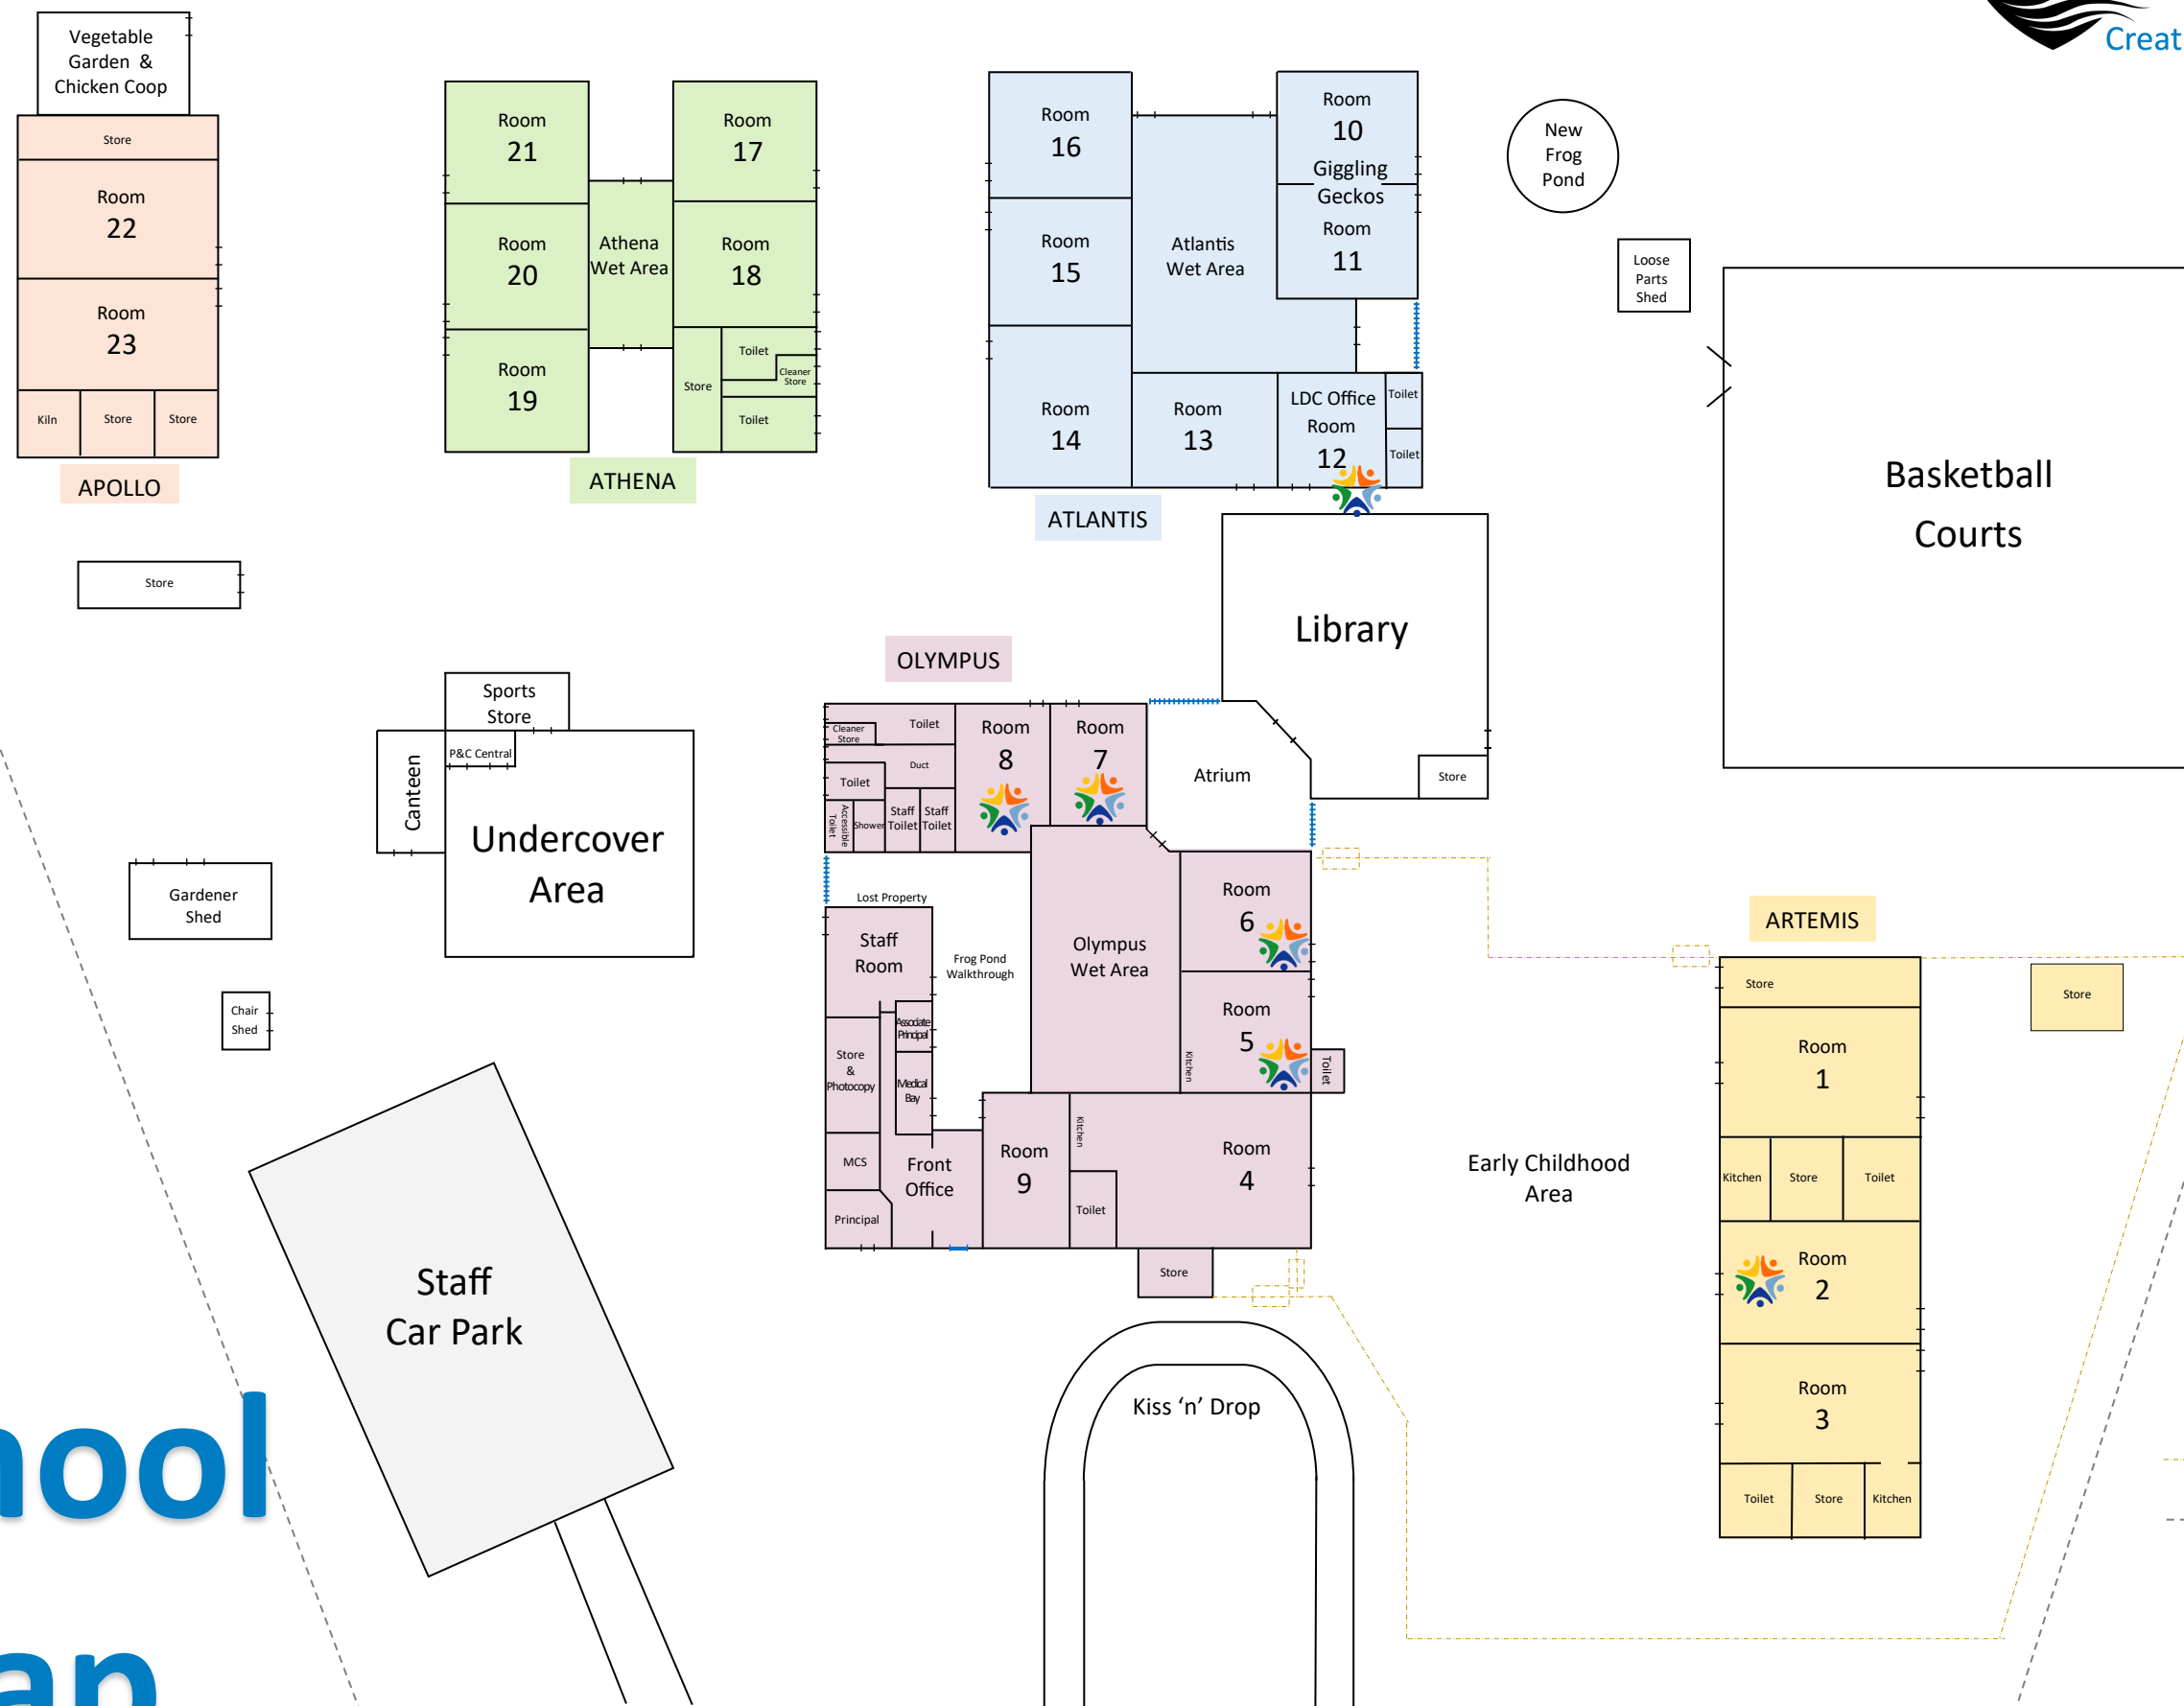 Creat
Vegetable
Garden &
Chicken Coop
Store
Room
22
Room
23
Kiln
Store
Store
APOLLO
Store
Room
21
Room
17
Room
20
Athena
Wet Area
Room
18
Room
19
Store
Toilet
Cleaner
Store
Toilet
ATHENA
Room
16
Room
10
Giggling
Geckos
Room
11
Room
15
Atlantis
Wet Area
Room
14
Room
13
LDC Office
Room
12
Toilet
Toilet
ATLANTIS
New
Frog
Pond
Loose
Parts
Shed
Basketball
Courts
Library
Store
Atrium
OLYMPUS
Cleaner
Store
Toilet
Duct
Toilet
Accessible
Toilet
Shower
Staff
Toilet
Staff
Toilet
Room
8
Room
7
Lost Property
Staff
Room
Frog Pond
Walkthrough
Olympus
Wet Area
Room
6
Room
5
Kitchen
Toilet
Associate
Principal
Store
&
Photocopy
Medical
Bay
MCS
Principal
Front
Office
Room
9
Kitchen
Toilet
Room
4
Store
Sports
Store
P&C Central
Canteen
Undercover
Area
Gardener
Shed
Chair
Shed
Staff
Car Park
Kiss ‘n’ Drop
Early Childhood
Area
ARTEMIS
Store
Store
Room
1
Kitchen
Store
Toilet
Room
2
Room
3
Toilet
Store
Kitchen
hool
ap